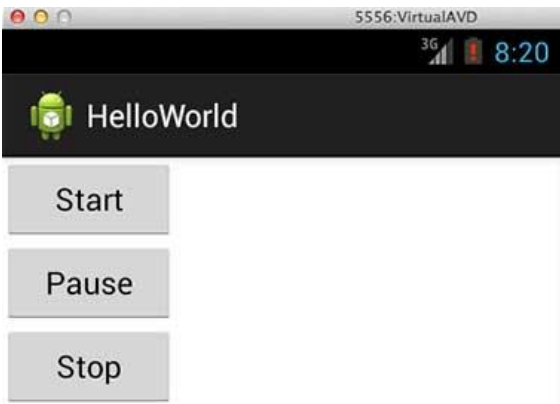 5556:VirtualAVD
3G 8:20
HelloWorld
Start
Pause
Stop